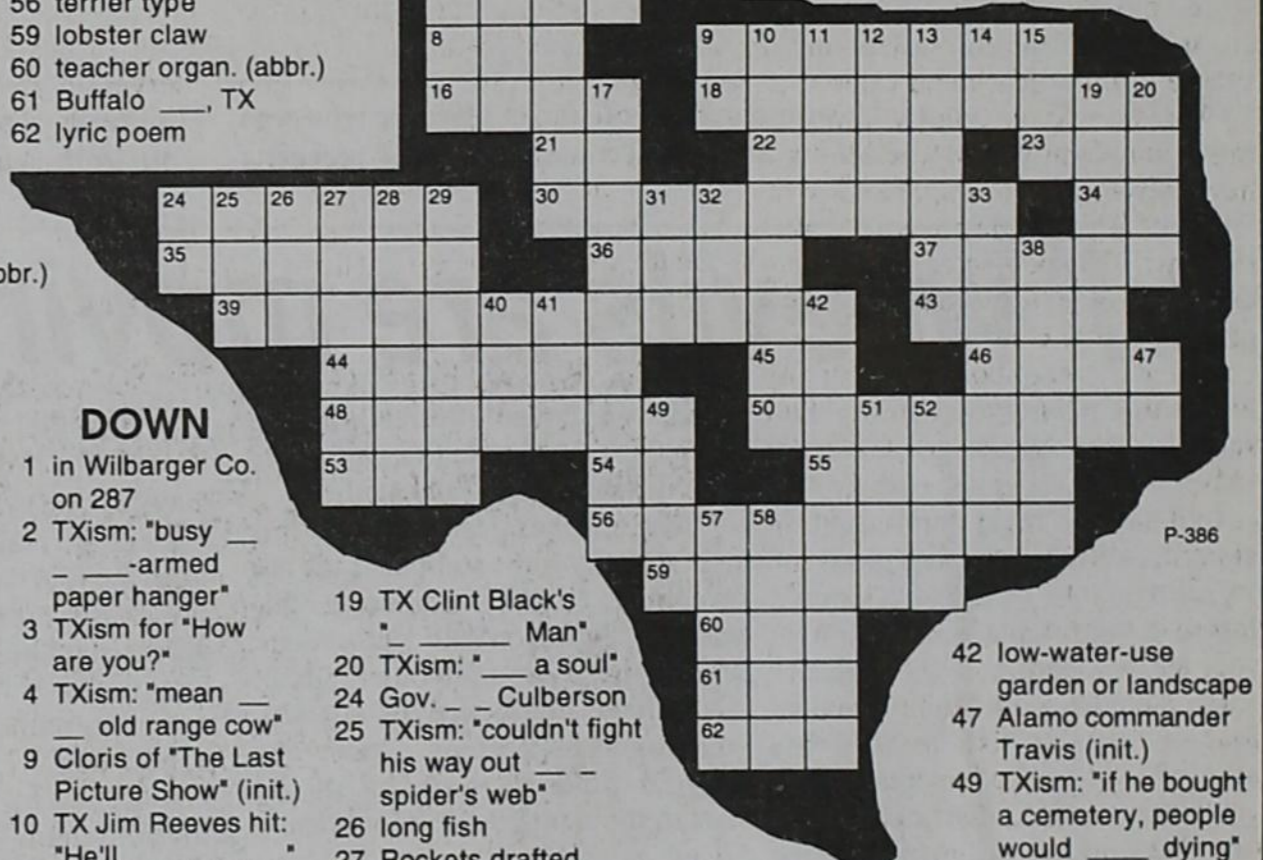 56 terrier type
59 lobster claw
60 teacher organ. (abbr.)
61 Buffalo ___, TX
62 lyric poem
bbr.)
8 9 10 11 12 13 14 15
16 17 18 19 20
21 22 23
24 25 26 27 28 29 30 31 32 33 34
35 36 37 38
39 40 41 42 43
44 45 46 47
48 49 50 51 52
53 54 55
56 57 58
59
60
61
62
P-386
DOWN
1 in Wilbarger Co.
on 287
2 TXism: "busy __
_ ___-armed
paper hanger"
3 TXism for "How
are you?"
4 TXism: "mean __
__ old range cow"
9 Cloris of "The Last
Picture Show" (init.)
10 TX Jim Reeves hit:
"He'll ________"
19 TX Clint Black's
"_ ______ Man"
20 TXism: "___ a soul"
24 Gov. _ _ Culberson
25 TXism: "couldn't fight
his way out __ _
spider's web"
26 long fish
27 Rockets drafted
42 low-water-use
garden or landscape
47 Alamo commander
Travis (init.)
49 TXism: "if he bought
a cemetery, people
would ____ dying"